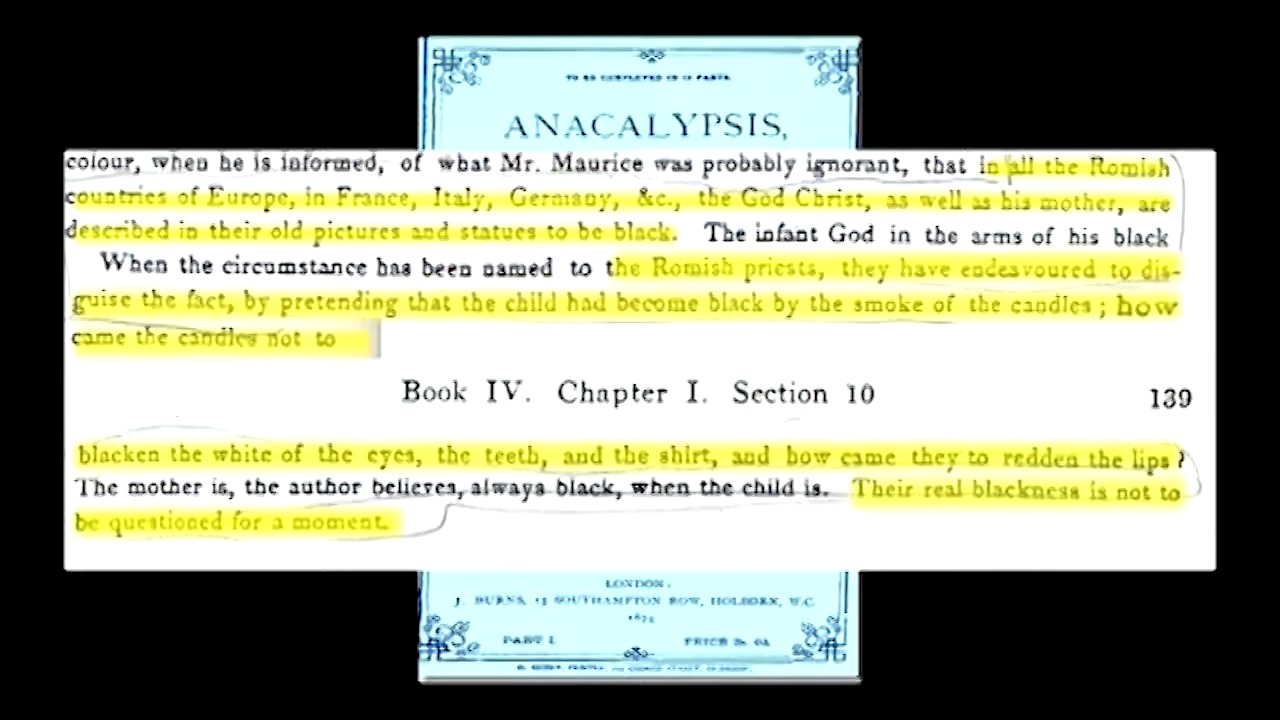 TO BE COMPLETED IN 12 PARTS.
ANACALYPSIS,
colour, when he is informed, of what Mr. Maurice was probably ignorant, that in all the Romish
countries of Europe, in France, Italy, Germany, &c., the God Christ, as well as his mother, are
described in their old pictures and statues to be black. The infant God in the arms of his black
When the circumstance has been named to the Romish priests, they have endeavoured to dis-
guise the fact, by pretending that the child had become black by the smoke of the candles; how
came the candles not to
Book IV. Chapter I. Section 10 139
blacken the white of the eyes, the teeth, and the shirt, and how came they to redden the lips?
The mother is, the author believes, always black, when the child is. Their real blackness is not to
be questioned for a moment.
LONDON.
J. BURNS, 15 SOUTHAMPTON ROW, HOLBORN, W.C.
PART I. PRICE